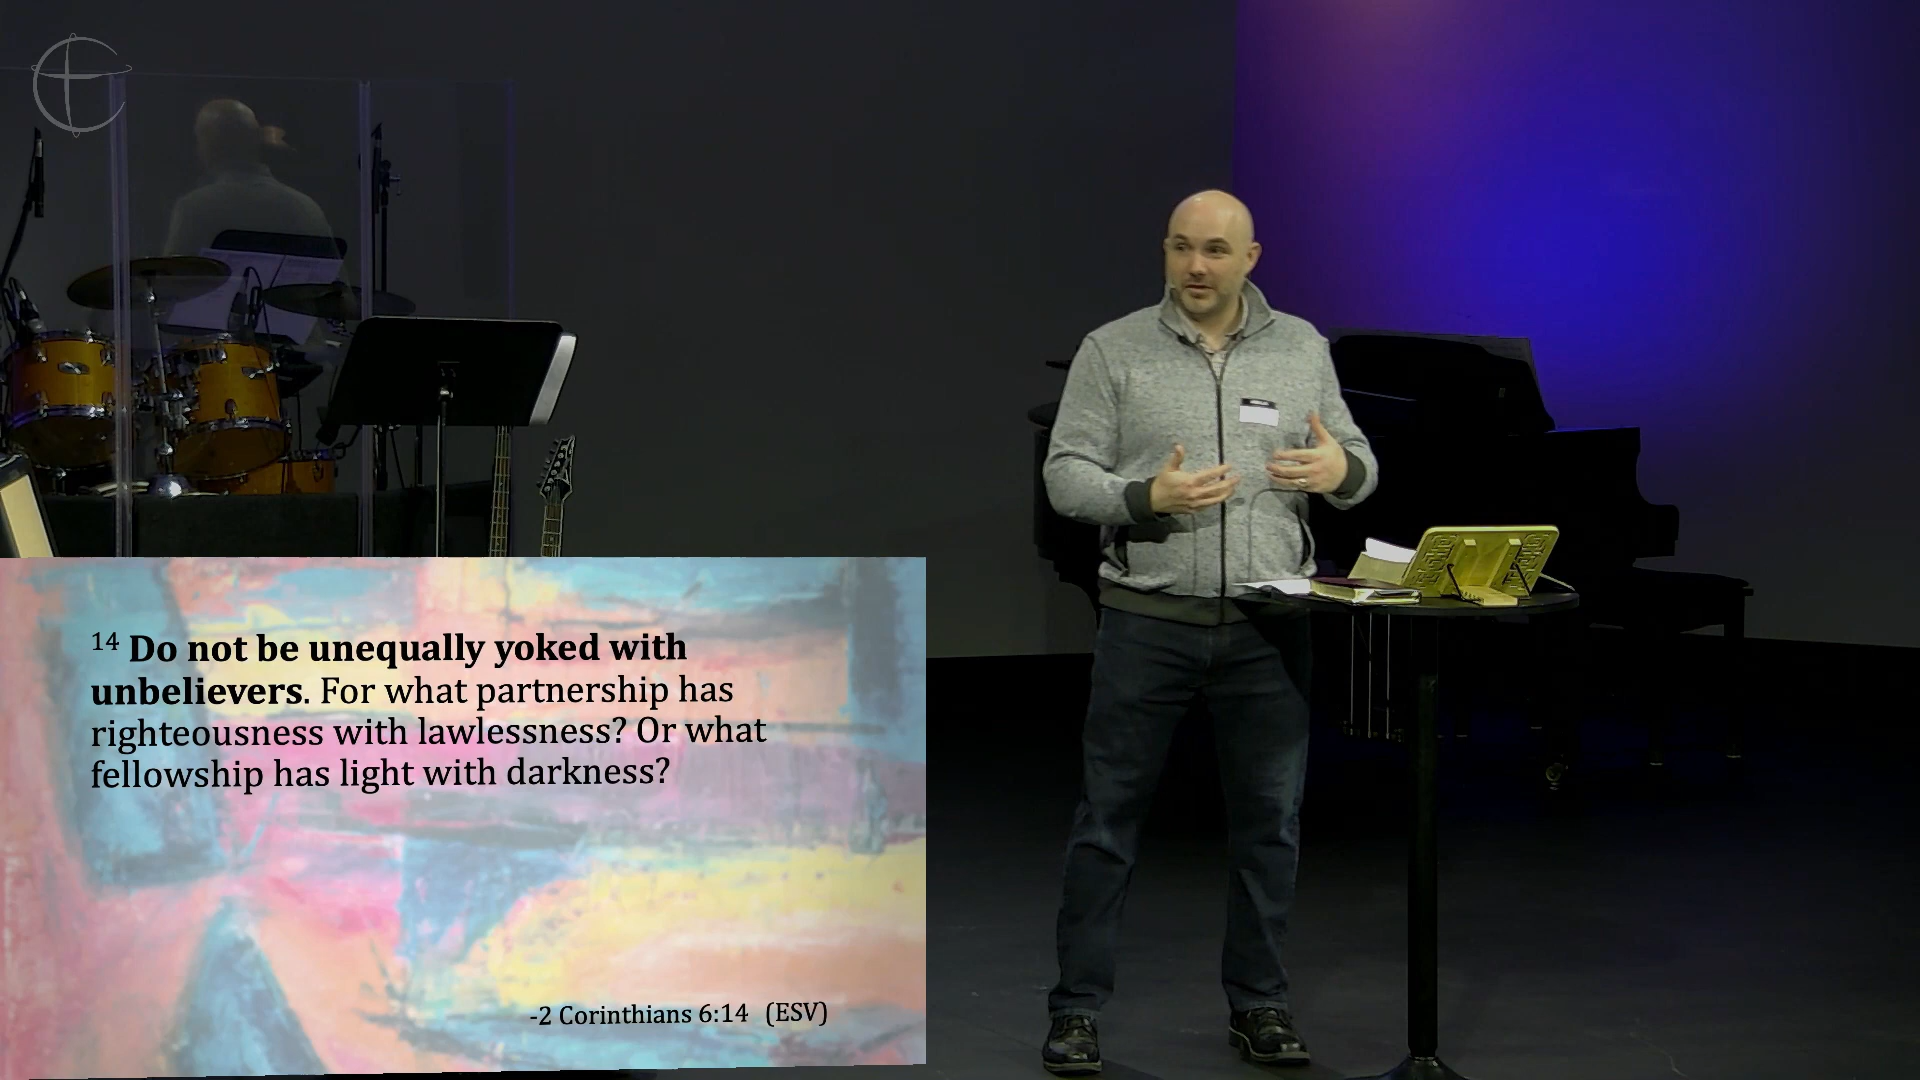 14 Do not be unequally yoked with
unbelievers. For what partnership has
righteousness with lawlessness? Or what
fellowship has light with darkness?
-2 Corinthians 6:14 (ESV)